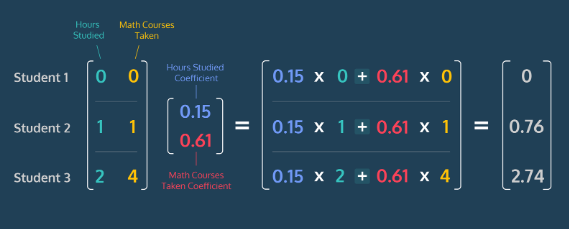 Hours
Studied
Math Courses
Taken
Hours Studied
Coefficient
Student 1 0 0 0.15 x 0 + 0.61 x 0 0
0.15
Student 2 1 1 = 0.15 x 1 + 0.61 x 1 = 0.76
0.61
Student 3 2 4 0.15 x 2 + 0.61 x 4 2.74
Math Courses
Taken Coefficient